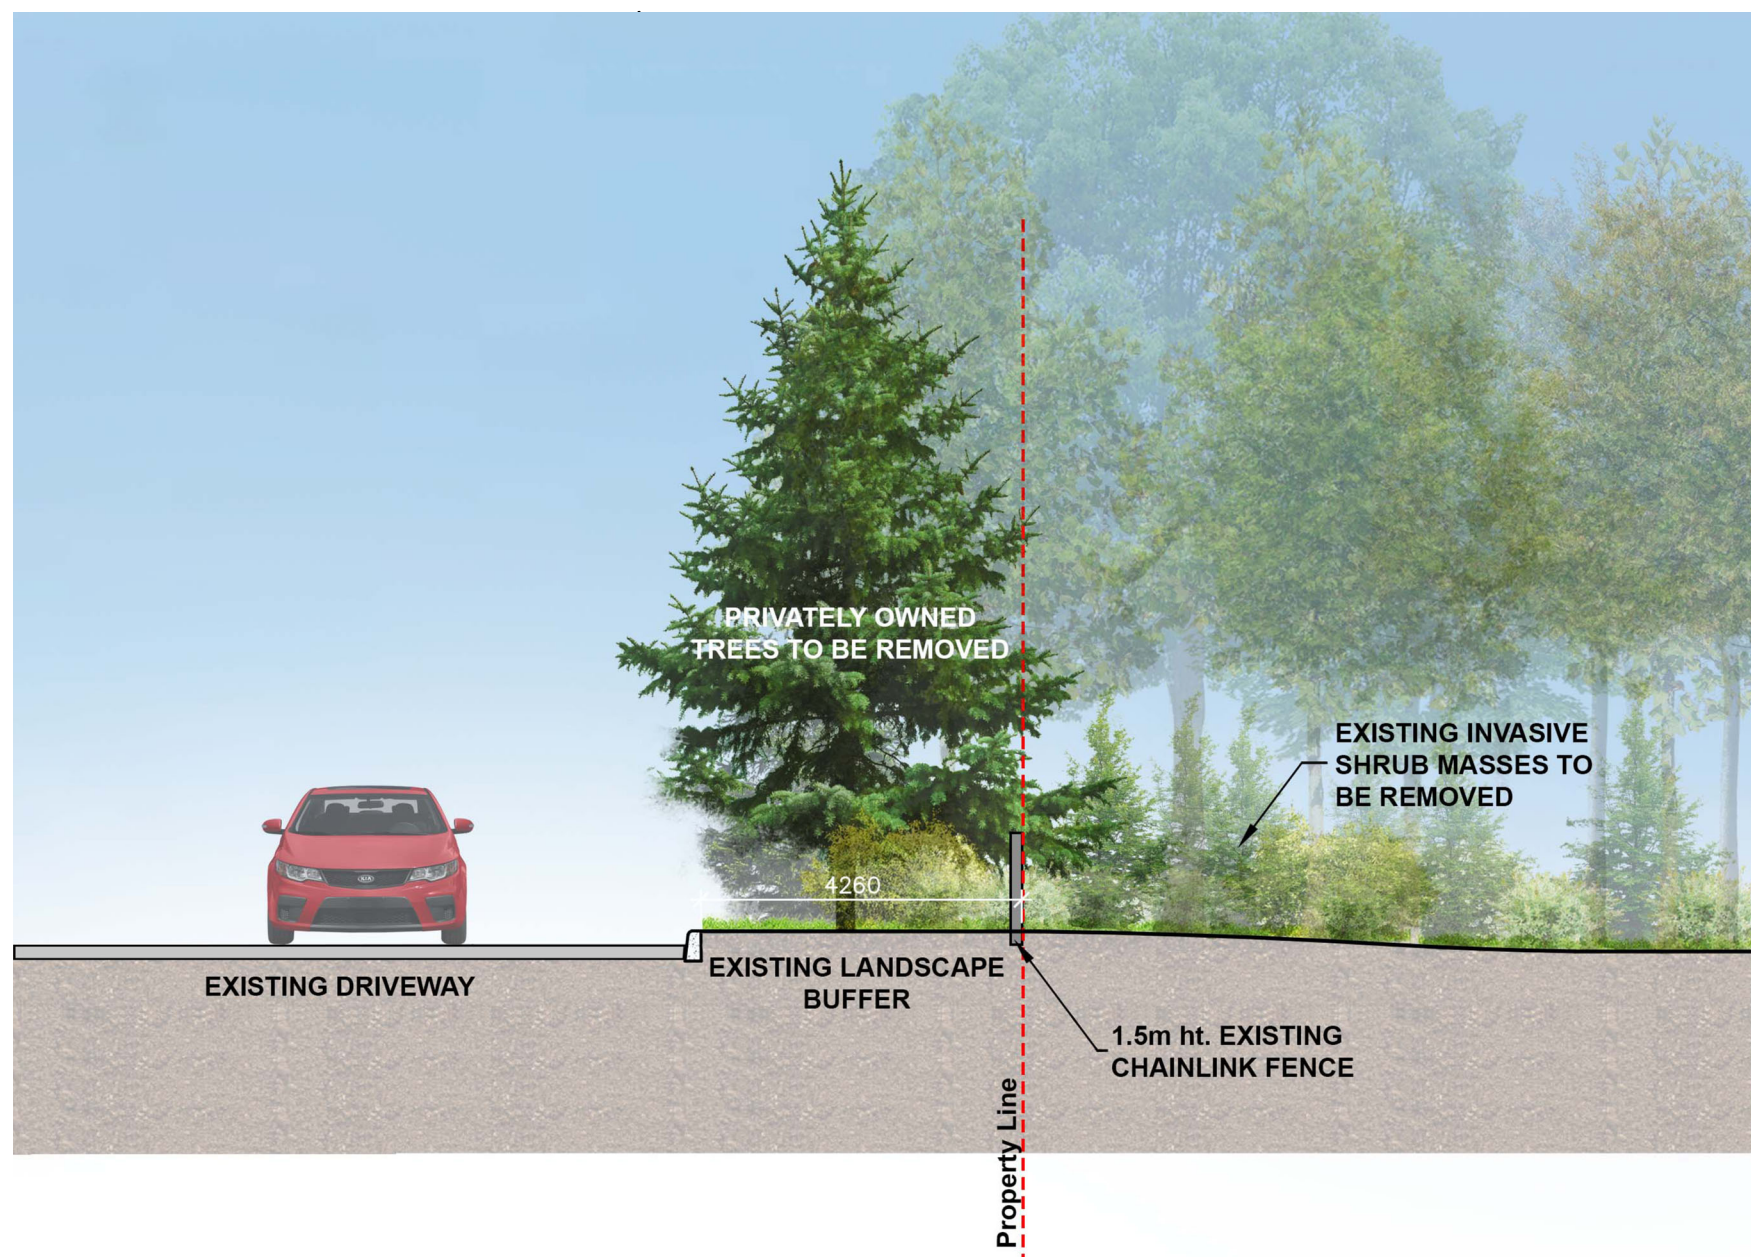 PRIVATELY OWNED
TREES TO BE REMOVED
EXISTING INVASIVE
SHRUB MASSES TO
BE REMOVED
KIA
4260
EXISTING DRIVEWAY
EXISTING LANDSCAPE
BUFFER
1.5m ht. EXISTING
CHAINLINK FENCE
Property Line